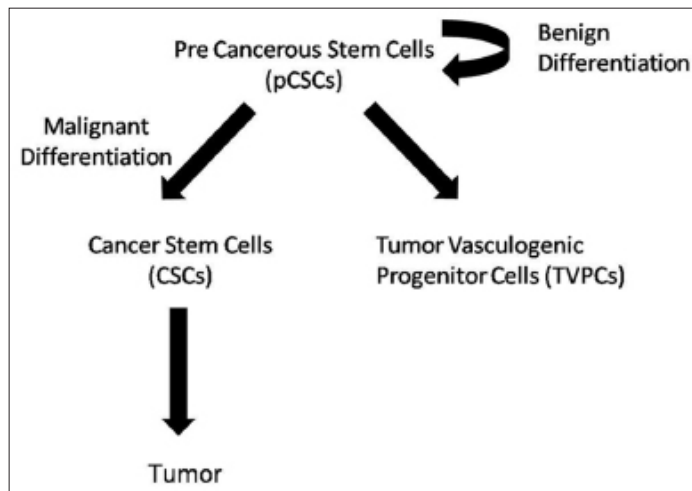 Pre Cancerous Stem Cells
(pCSCs)
Benign
Differentiation
Malignant
Differentiation
Cancer Stem Cells
(CSCs)
Tumor Vasculogenic
Progenitor Cells (TVPCs)
Tumor